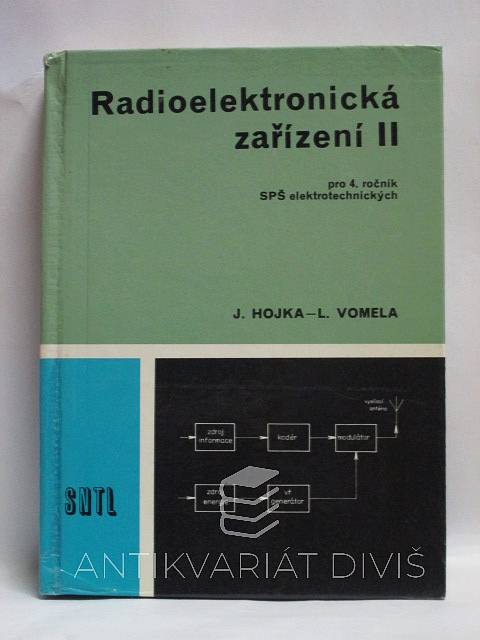 Radioelektronická
zařízení II
pro 4. ročník
SPŠ elektrotechnických
J. HOJKA–L. VOMELA
vysílací
anténa
zdroj
informace
kodér
modulátor
zdroj
energie
vf
generátor
SNTL
ANTIKVARIÁT DIVIŠ